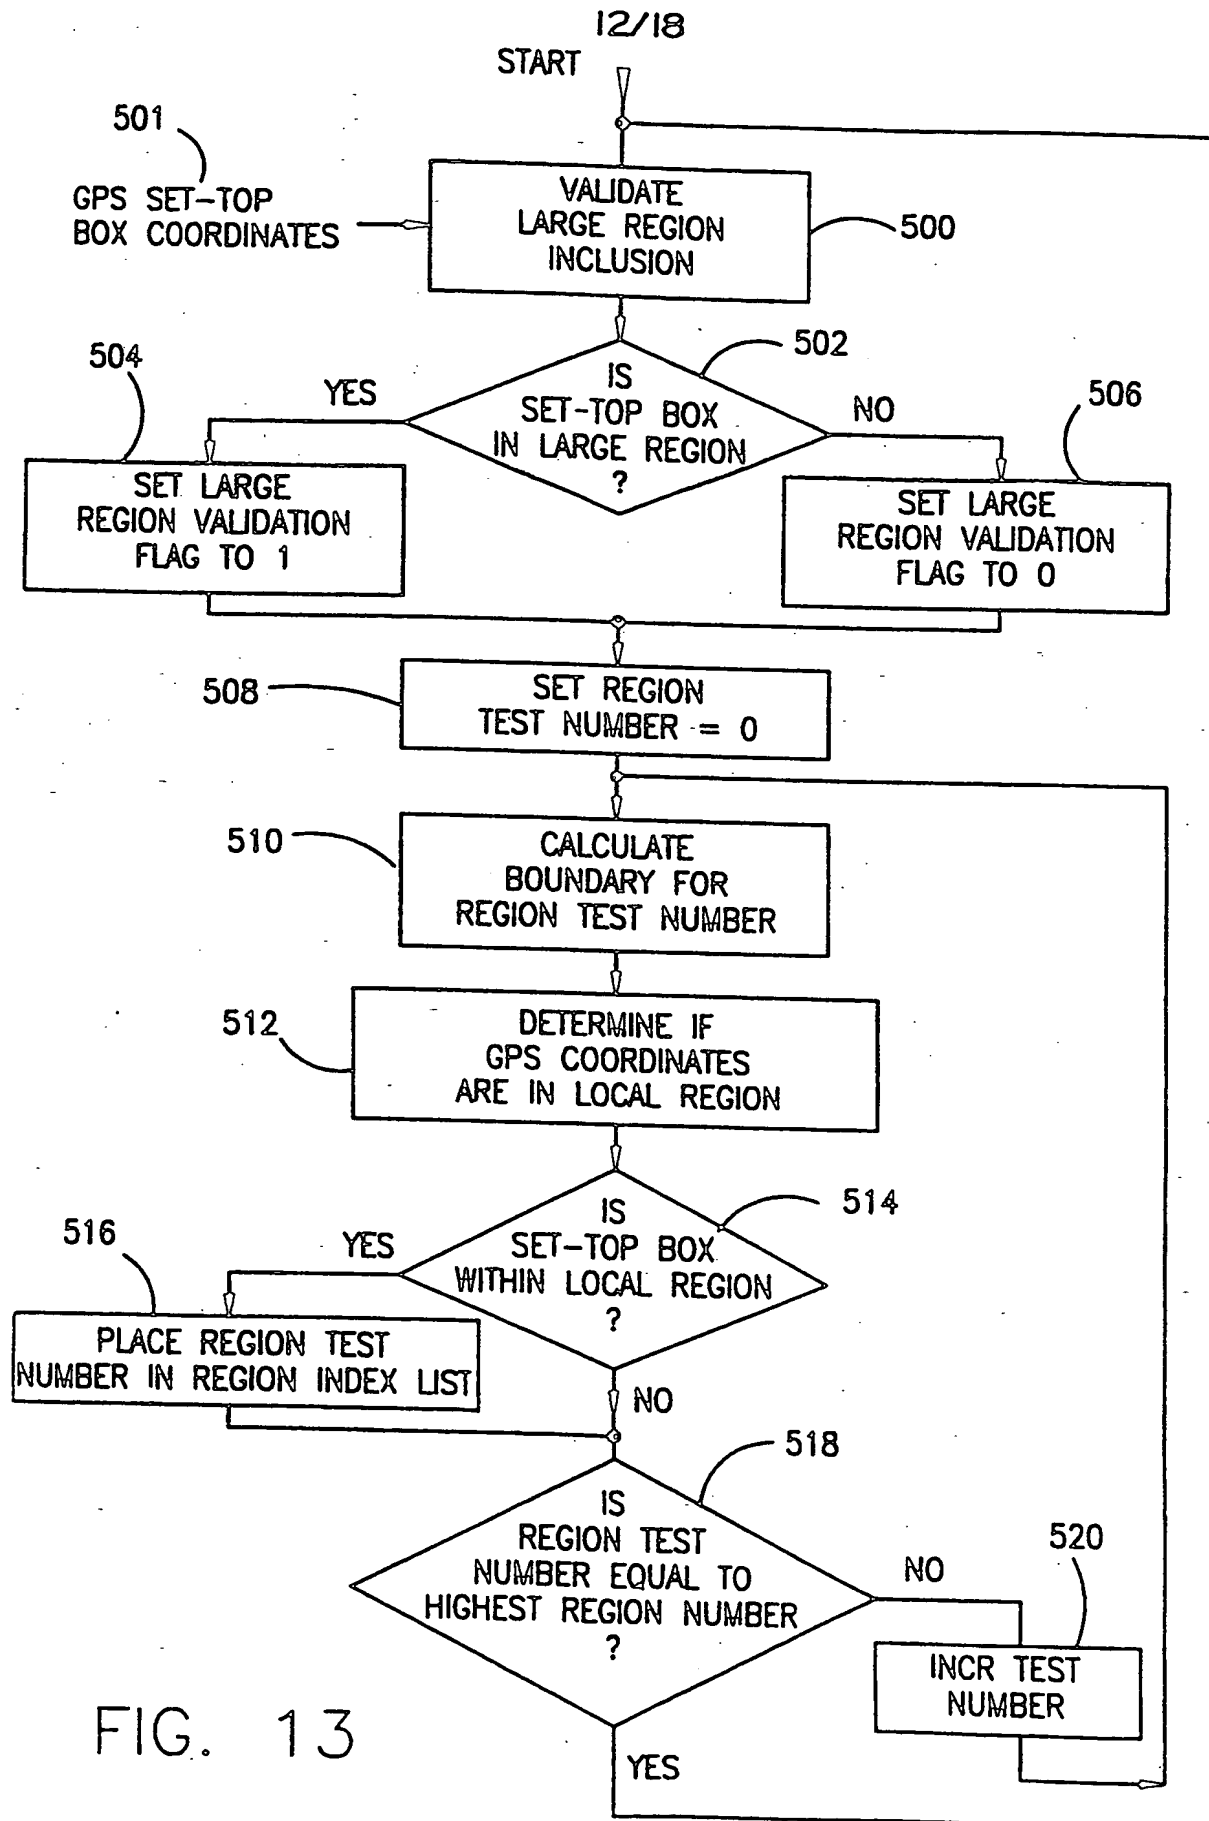 12/18
START
501
GPS SET-TOP
BOX COORDINATES
VALIDATE
LARGE REGION
INCLUSION
500
502
IS
SET-TOP BOX
IN LARGE REGION
?
YES
NO
504
506
SET LARGE
REGION VALIDATION
FLAG TO 1
SET LARGE
REGION VALIDATION
FLAG TO 0
508
SET REGION
TEST NUMBER = 0
510
CALCULATE
BOUNDARY FOR
REGION TEST NUMBER
512
DETERMINE IF
GPS COORDINATES
ARE IN LOCAL REGION
514
IS
SET-TOP BOX
WITHIN LOCAL REGION
?
YES
516
PLACE REGION TEST
NUMBER IN REGION INDEX LIST
NO
518
IS
REGION TEST
NUMBER EQUAL TO
HIGHEST REGION NUMBER
?
NO
520
INCR TEST
NUMBER
YES
FIG. 13